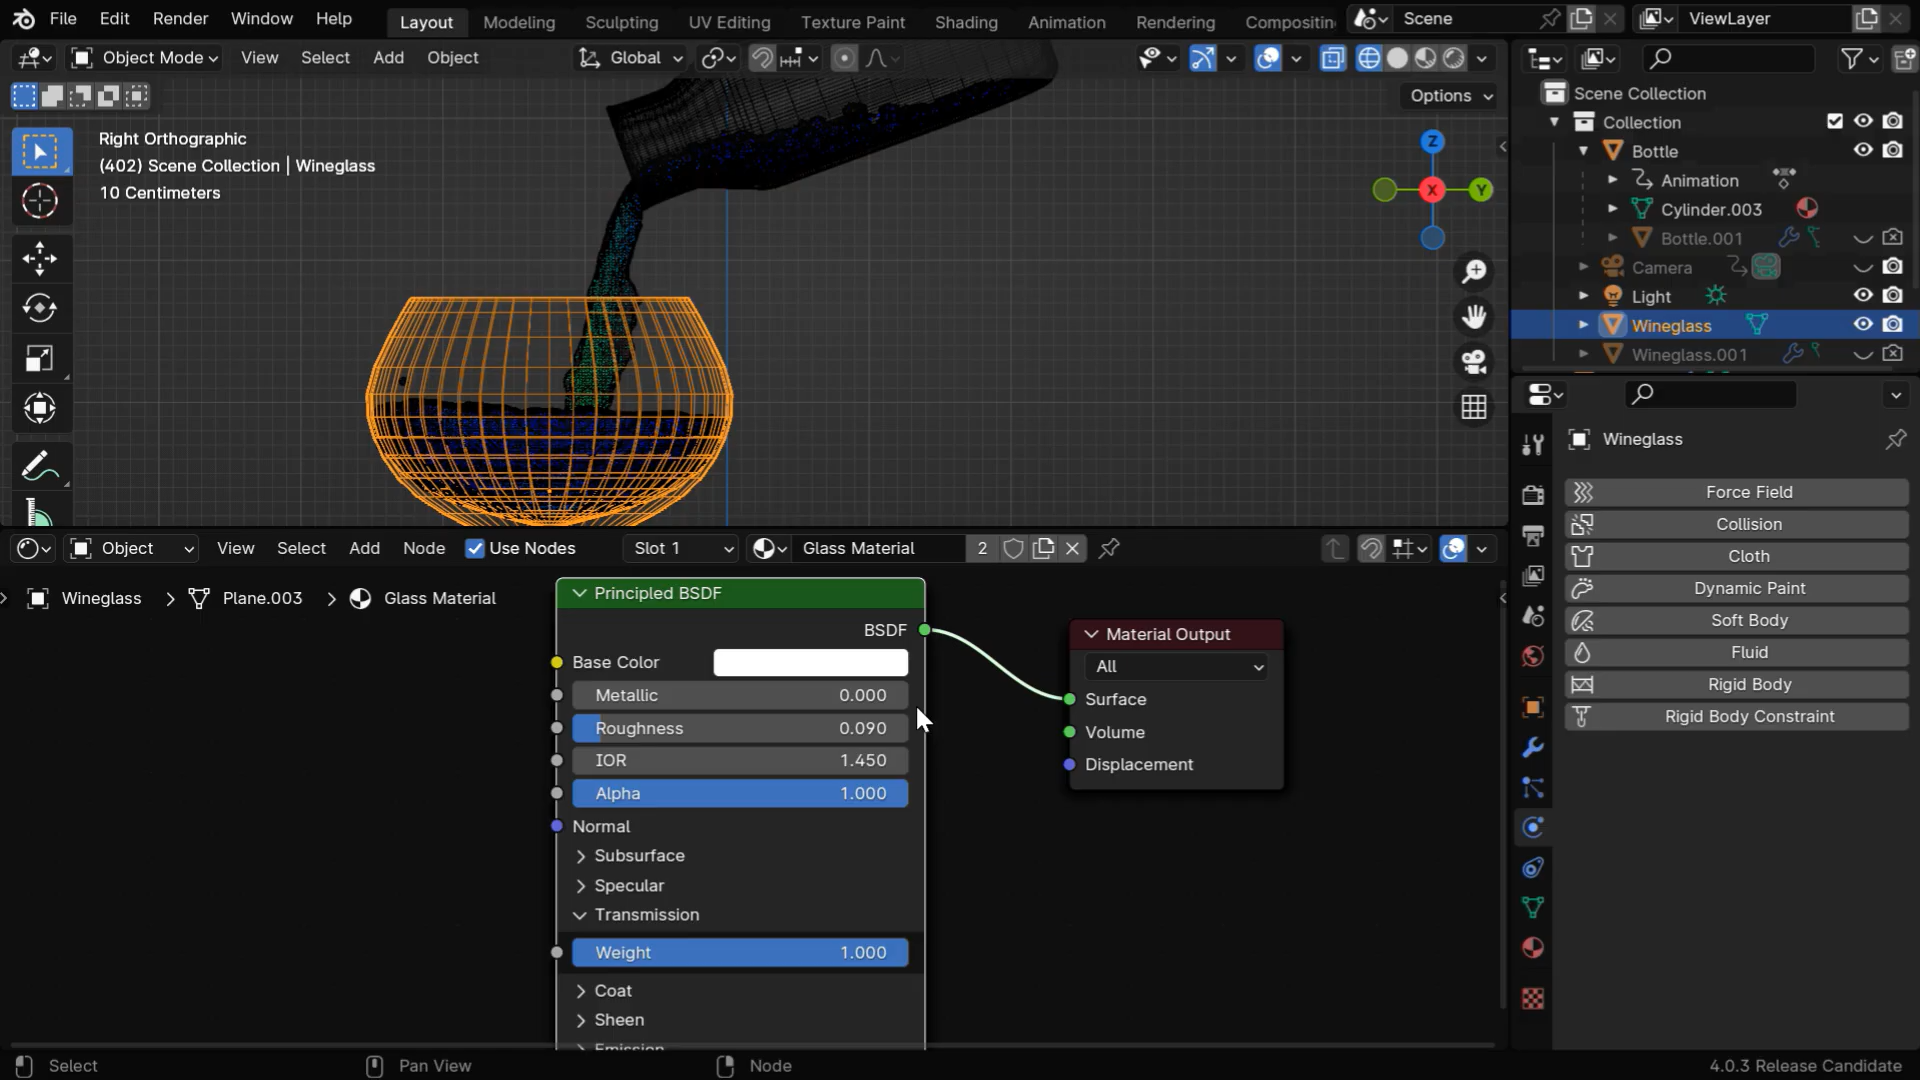 File Edit Render Window Help Layout Modeling Sculpting UV Editing Texture Paint Shading Animation Rendering Scene ViewLayer
Object Mode View Select Add Object Global
Options
Right Orthographic
(402) Scene Collection | Wineglass
10 Centimeters
Z
X
Y
Scene Collection
Collection
Bottle
Animation
Cylinder.003
Bottle.001
Camera
Light
Wineglass
Wineglass.001
Wineglass
Force Field
Collision
Cloth
Dynamic Paint
Soft Body
Fluid
Rigid Body
Rigid Body Constraint
Object View Select Add Node Use Nodes Slot 1 Glass Material 2
Wineglass Plane.003 Glass Material
Principled BSDF
BSDF
Base Color
Metallic 0.000
Roughness 0.090
IOR 1.450
Alpha 1.000
Normal
Subsurface
Specular
Transmission
Weight 1.000
Coat
Sheen
Material Output
All
Surface
Volume
Displacement
Select Pan View Node 4.0.3 Release Candidate